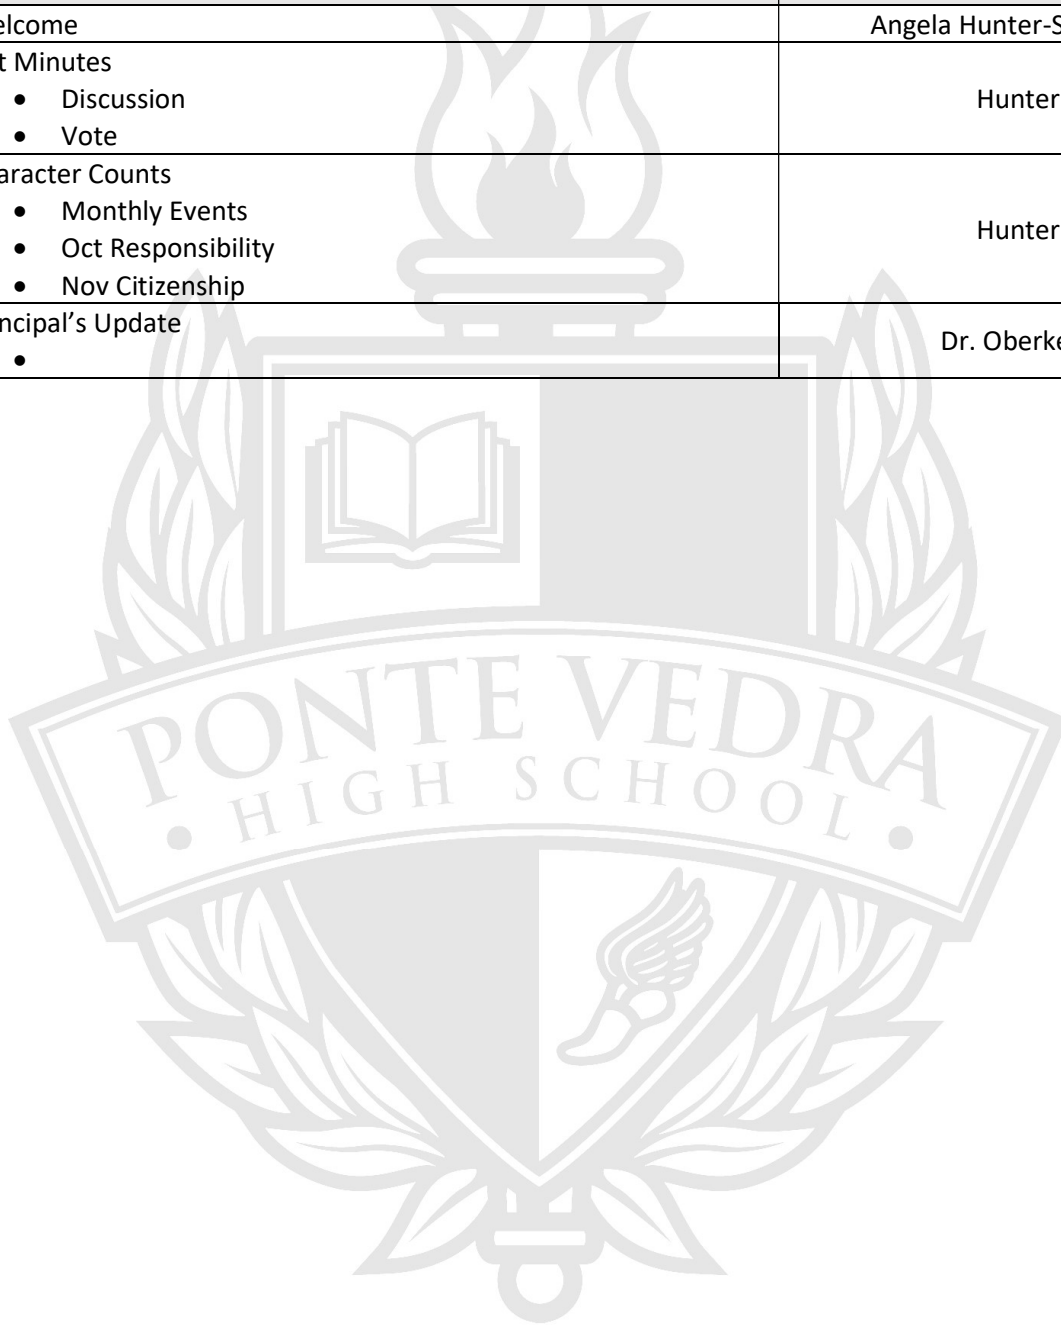 elcome Angela Hunter-S
t Minutes
• Discussion
Hunter
• Vote
aracter Counts
• Monthly Events
Hunter
• Oct Responsibility
• Nov Citizenship
ncipal’s Update
Dr. Oberke
•
PONTE VEDRA
• HIGH SCHOOL •